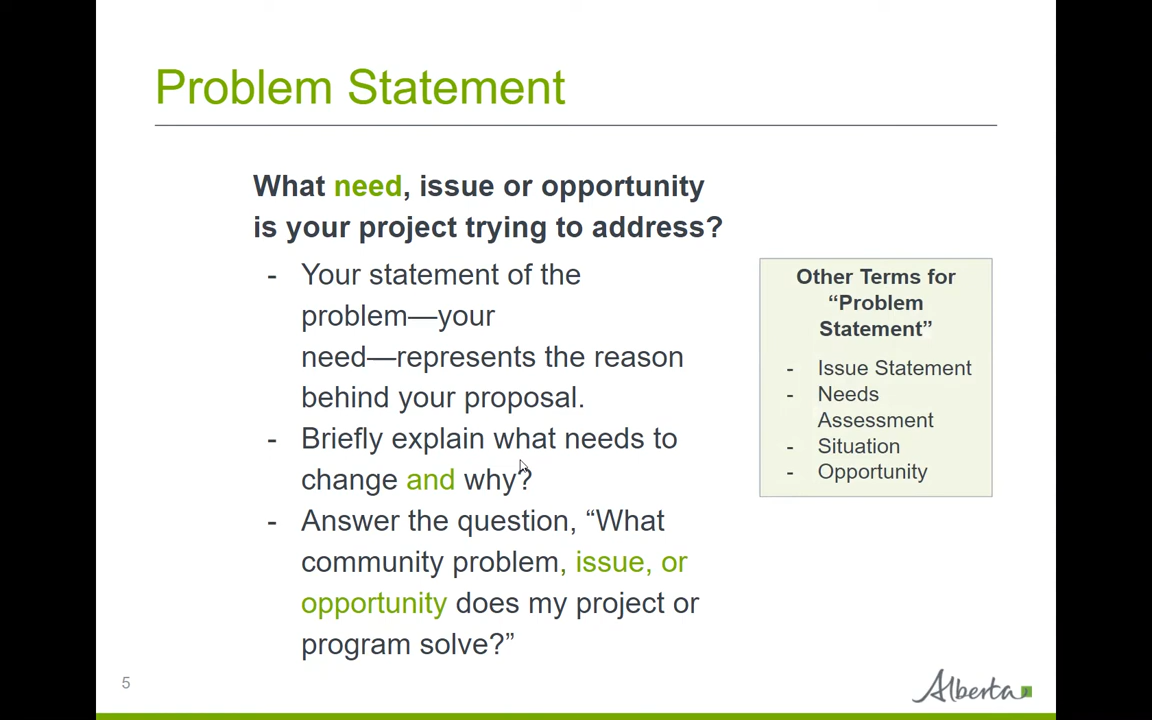 Problem Statement
What need, issue or opportunity
is your project trying to address?
- Your statement of the
problem—your
need—represents the reason
behind your proposal.
- Briefly explain what needs to
change and why?
- Answer the question, “What
community problem, issue, or
opportunity does my project or
program solve?”
Other Terms for
“Problem
Statement”
- Issue Statement
- Needs
Assessment
- Situation
- Opportunity
5
Alberta